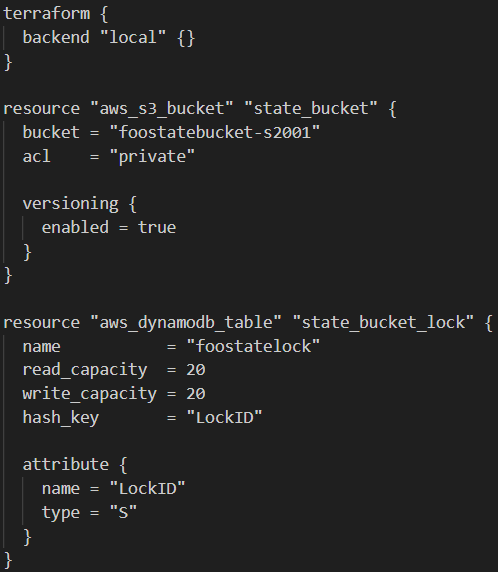 terraform {
  backend "local" {}
}

resource "aws_s3_bucket" "state_bucket" {
  bucket = "foostatebucket-s2001"
  acl    = "private"

  versioning {
    enabled = true
  }
}

resource "aws_dynamodb_table" "state_bucket_lock" {
  name           = "foostatelock"
  read_capacity  = 20
  write_capacity = 20
  hash_key       = "LockID"

  attribute {
    name = "LockID"
    type = "S"
  }
}